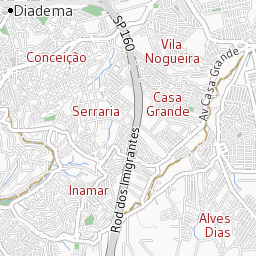 Diadema
SP 160
Vila
Nogueira
Conceição
Av Casa Grande
Casa
Grande
Serraria
Rod dos Imigrantes
Inamar
Alves
Dias